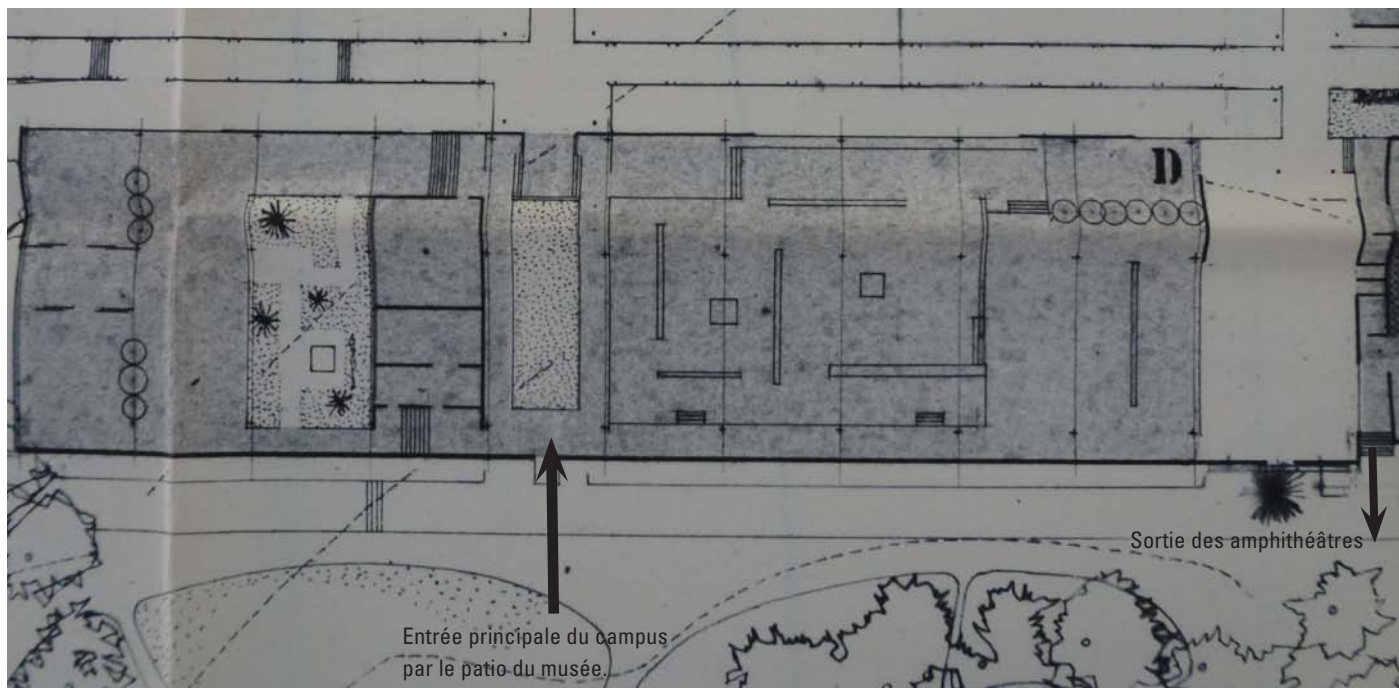 D
Sortie des amphithéâtres
Entrée principale du campus
par le patio du musée.